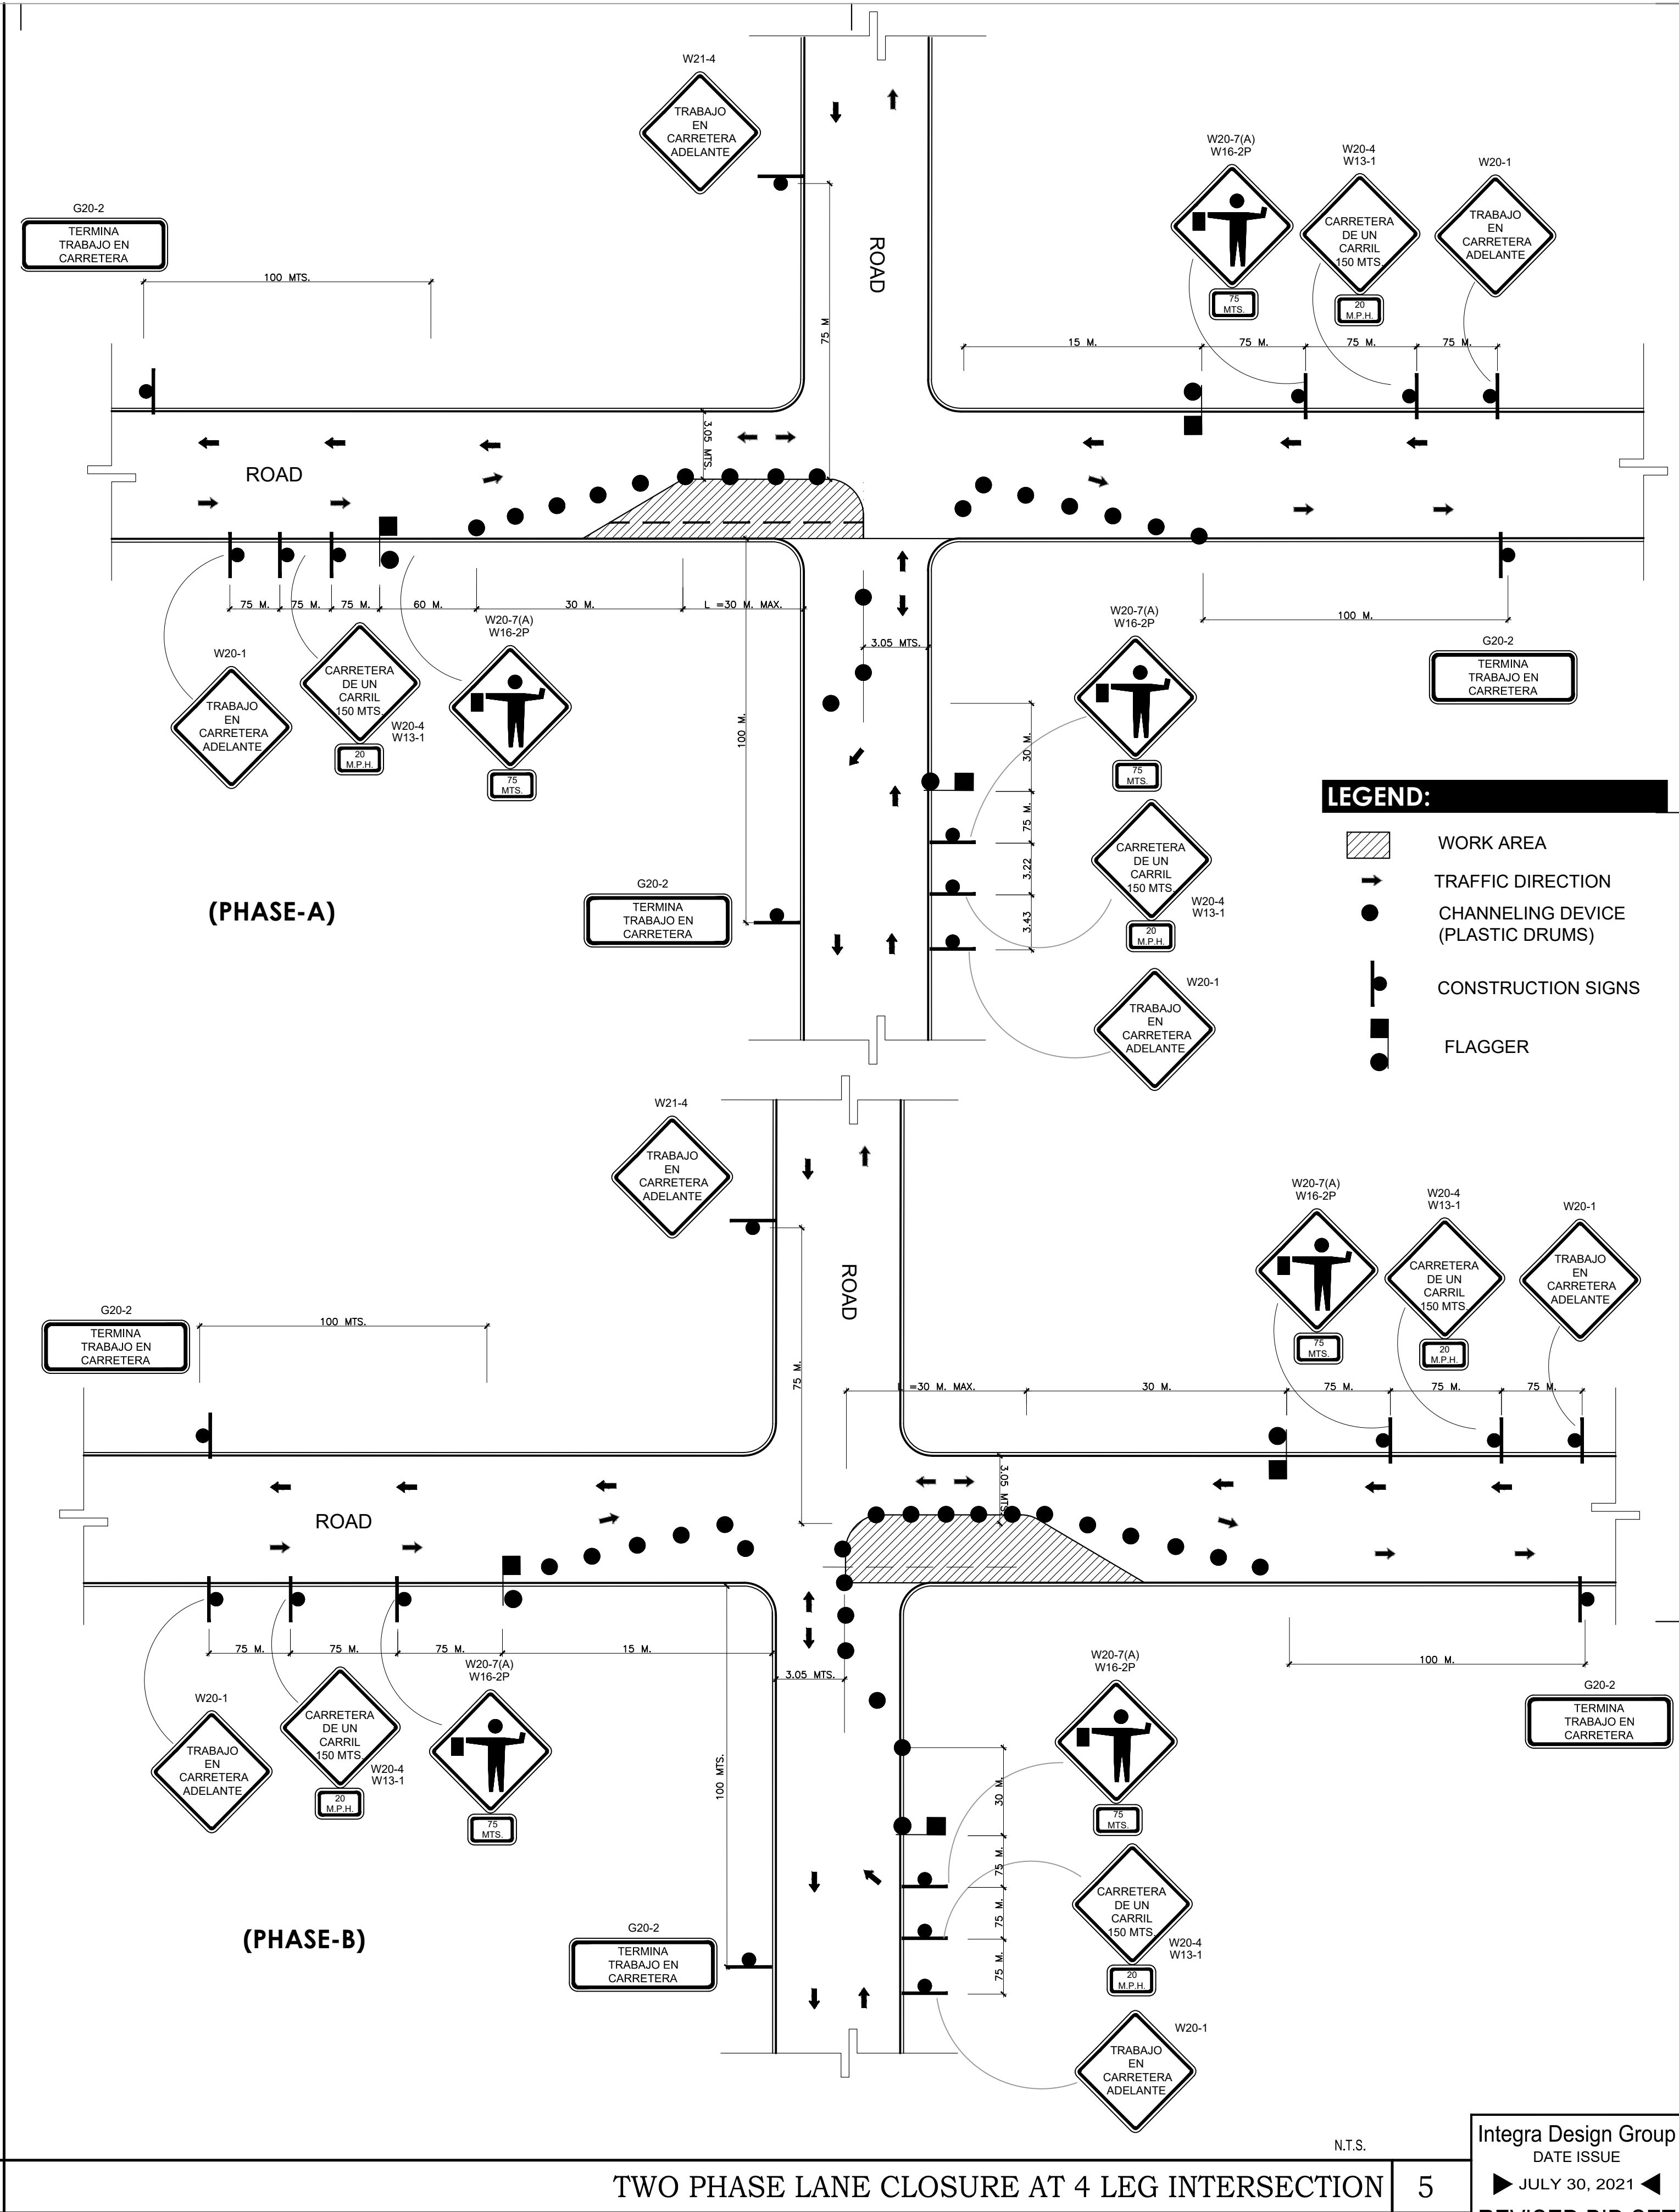 W21-4
TRABAJO
EN
CARRETERA
ADELANTE
G20-2
TERMINA
TRABAJO EN
CARRETERA
100 MTS.
75 M
ROAD
W20-7(A)
W16-2P
75
MTS.
W20-4
W13-1
CARRETERA
DE UN
CARRIL
150 MTS.
20
M.P.H.
W20-1
TRABAJO
EN
CARRETERA
ADELANTE
15 M.
75 M.
75 M.
75 M.
3.05 MTS.
ROAD
75 M.
75 M.
75 M.
60 M.
30 M.
L =30 M. MAX.
W20-1
TRABAJO
EN
CARRETERA
ADELANTE
CARRETERA
DE UN
CARRIL
150 MTS.
W20-4
W13-1
20
M.P.H.
W20-7(A)
W16-2P
75
MTS.
100 M.
3.05 MTS.
30 M.
75 M.
3.22
3.43
W20-7(A)
W16-2P
75
MTS.
CARRETERA
DE UN
CARRIL
150 MTS.
W20-4
W13-1
20
M.P.H.
W20-1
TRABAJO
EN
CARRETERA
ADELANTE
100 M.
G20-2
TERMINA
TRABAJO EN
CARRETERA
G20-2
TERMINA
TRABAJO EN
CARRETERA
(PHASE-A)
LEGEND:
WORK AREA
TRAFFIC DIRECTION
CHANNELING DEVICE
(PLASTIC DRUMS)
CONSTRUCTION SIGNS
FLAGGER
W21-4
TRABAJO
EN
CARRETERA
ADELANTE
G20-2
TERMINA
TRABAJO EN
CARRETERA
100 MTS.
75 M.
ROAD
W20-7(A)
W16-2P
75
MTS.
W20-4
W13-1
CARRETERA
DE UN
CARRIL
150 MTS.
20
M.P.H.
W20-1
TRABAJO
EN
CARRETERA
ADELANTE
L =30 M. MAX.
30 M.
75 M.
75 M.
75 M.
3.05 MTS.
ROAD
75 M.
75 M.
75 M.
15 M.
W20-1
TRABAJO
EN
CARRETERA
ADELANTE
CARRETERA
DE UN
CARRIL
150 MTS.
W20-4
W13-1
20
M.P.H.
W20-7(A)
W16-2P
75
MTS.
100 MTS.
3.05 MTS.
30 M.
75 M.
75 M.
75 M.
W20-7(A)
W16-2P
75
MTS.
CARRETERA
DE UN
CARRIL
150 MTS.
W20-4
W13-1
20
M.P.H.
W20-1
TRABAJO
EN
CARRETERA
ADELANTE
100 M.
G20-2
TERMINA
TRABAJO EN
CARRETERA
G20-2
TERMINA
TRABAJO EN
CARRETERA
(PHASE-B)
N.T.S.
TWO PHASE LANE CLOSURE AT 4 LEG INTERSECTION
5
Integra Design Group
DATE ISSUE
JULY 30, 2021